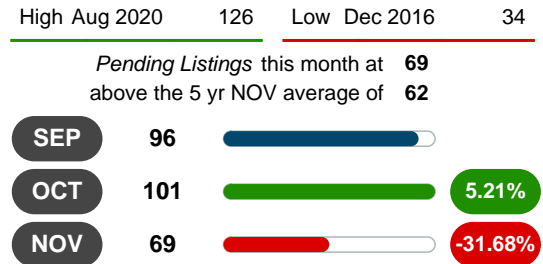 High Aug 2020 126 Low Dec 2016 34
Pending Listings this month at 69
above the 5 yr NOV average of 62
SEP 96
OCT 101 5.21%
NOV 69 -31.68%